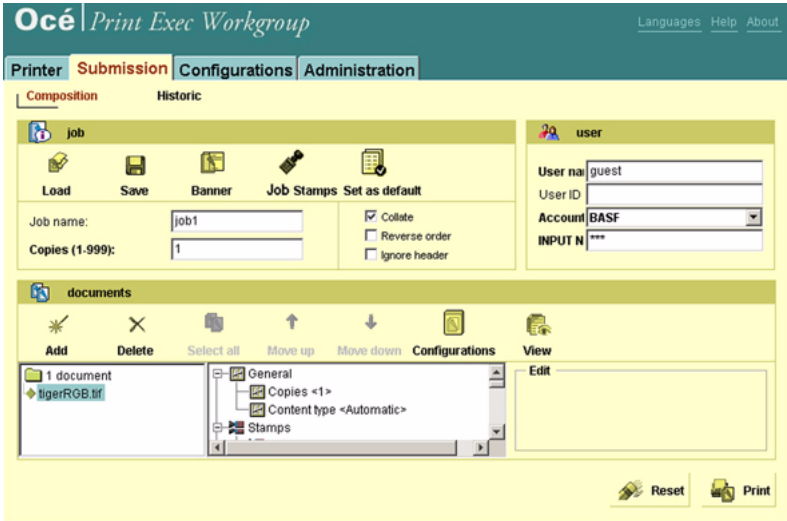 Océ Print Exec Workgroup
Languages Help About
Printer Submission Configurations Administration
Composition Historic
job
Load Save Banner Job Stamps Set as default
Job name: job1
Copies (1-999): 1
Collate
Reverse order
Ignore header
user
User nai guest
User ID
Account BASF
INPUT N ***
documents
Add Delete Select all Move up Move down Configurations View
1 document
tigerRGB.tif
General
Copies <1>
Content type <Automatic>
Stamps
Edit
Reset Print